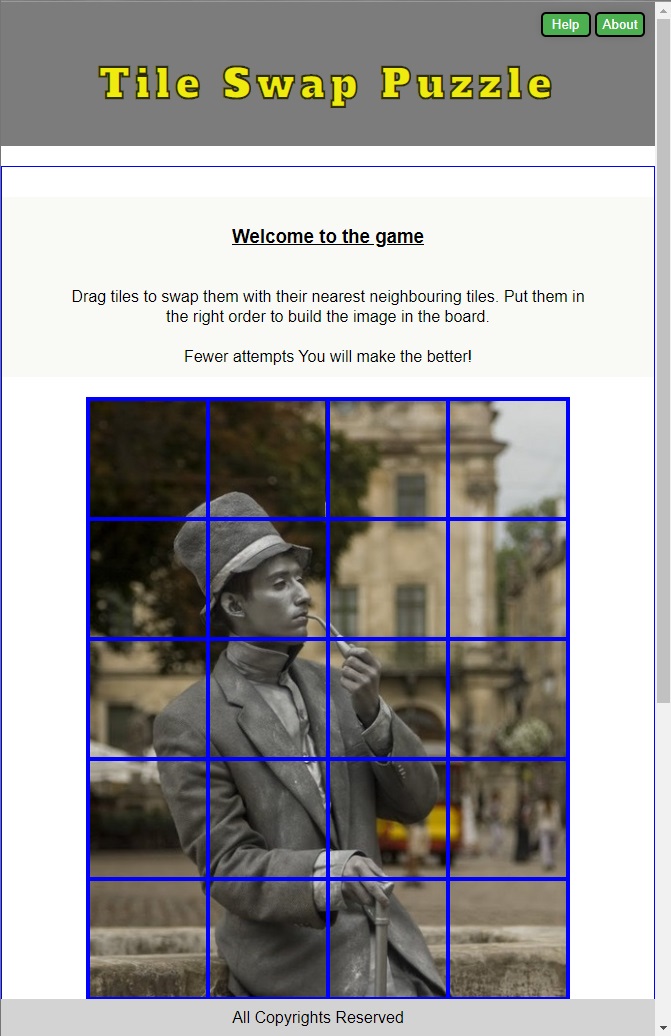 Help About
Tile Swap Puzzle
Welcome to the game
Drag tiles to swap them with their nearest neighbouring tiles. Put them in
the right order to build the image in the board.
Fewer attempts You will make the better!
All Copyrights Reserved